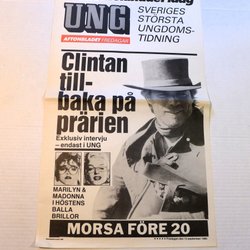 UNG
AFTONBLADET FREDAGAR
SVERIGES
STÖRSTA
UNGDOMS-
TIDNING
Clintan
till-
baka på
prärien
Exklusiv intervju
– endast i UNG
MARILYN &
MADONNA
I HÖSTENS
BALLA
BRILLOR
MORSA FÖRE 20